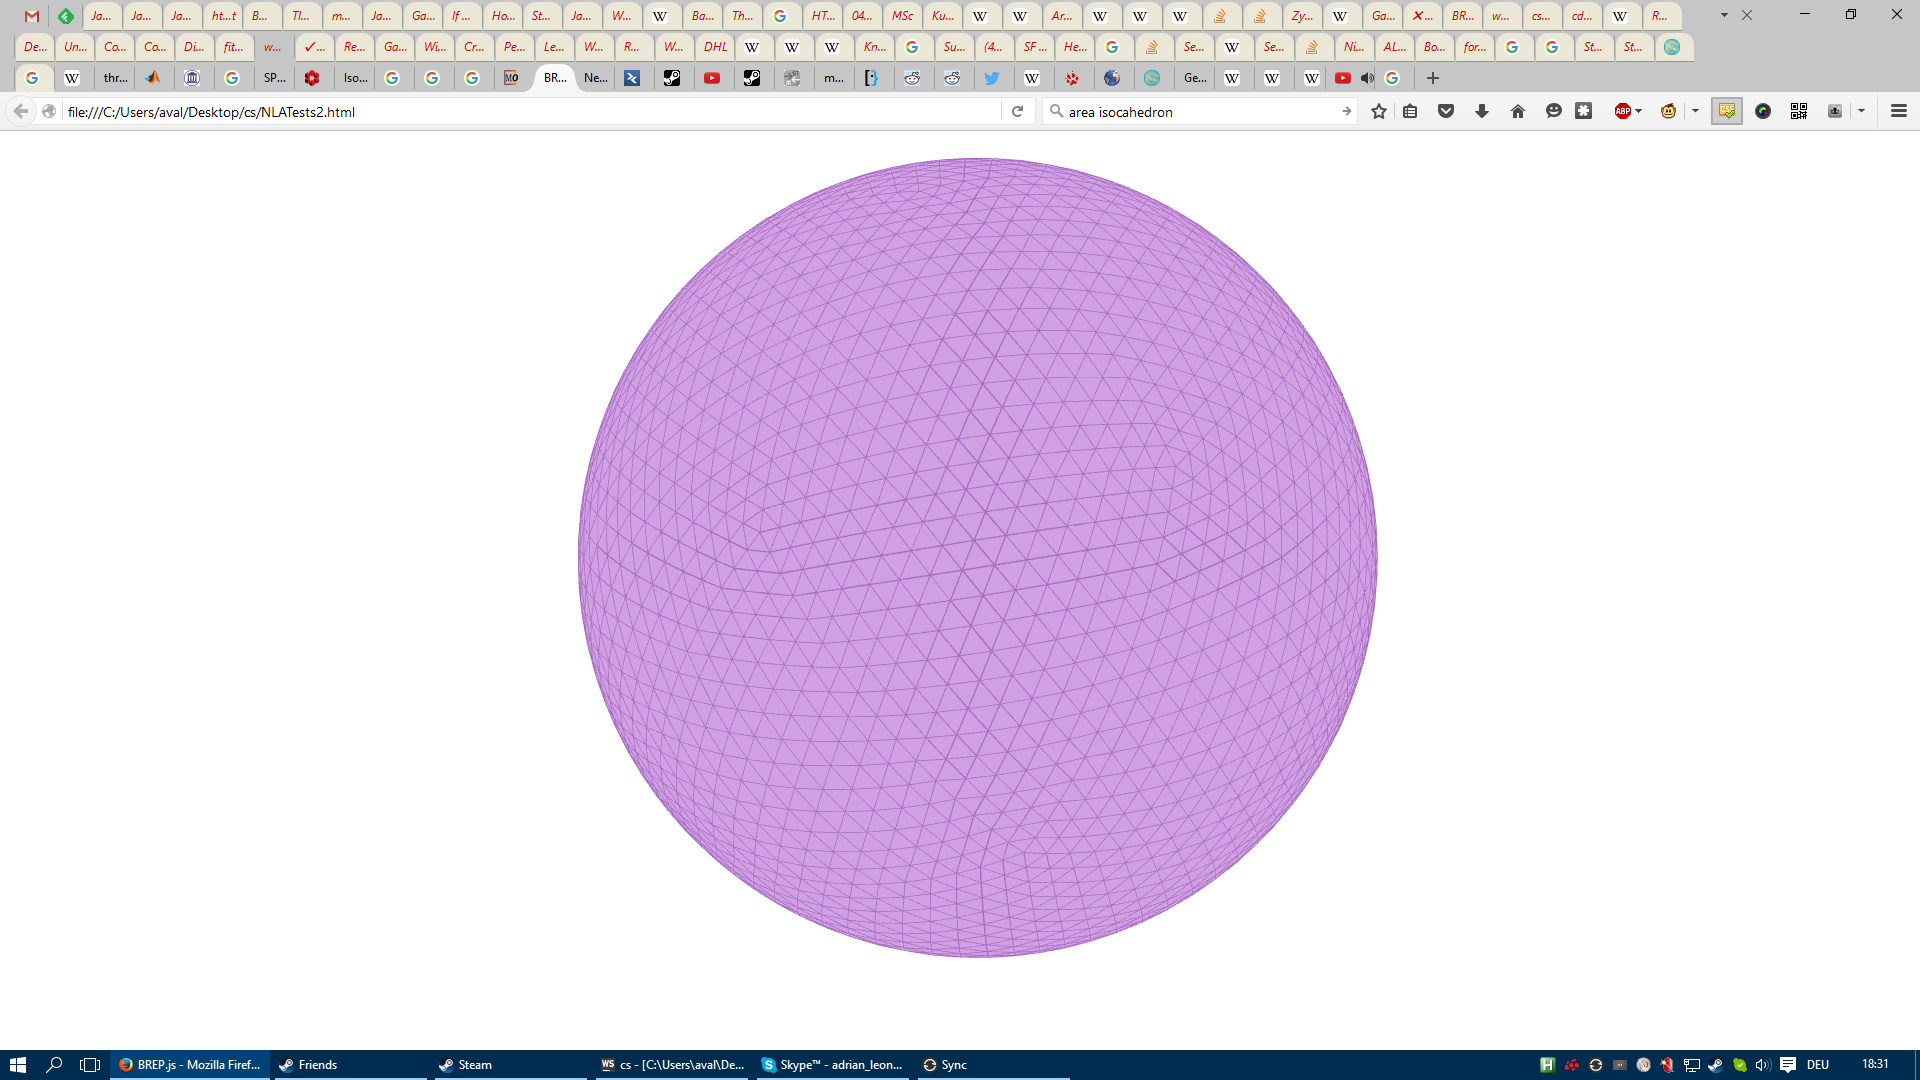 Ja... Ja... Ja... ht...t B... Tl... m... Ja... Ga... If ... Ho... St... Ja... W... W Ba... Th... G HT... 04... MSc Ku... W W Ar... W W W Zy... W Ga... ✕... BR... w... cs... cd... W R...
De... Un... Co... Co... Di... fit... w... ✓... Re... Ga... Wi... Cr... Pe... Le... W... R... W... DHL W W W Kn... G Su... (4... SF ... He... G Se... W Se... Ni... AL... Bo... for... G G St... St...
G W thr... G SP... Iso... G G G MO BR... Ne... m... W Ge... W W W G
file:///C:/Users/aval/Desktop/cs/NLATests2.html area isocahedron ABP
BREP.js - Mozilla Firef... Friends Steam WS cs - [C:\Users\aval\De... Skype™ - adrian_leon... Sync H DEU 18:31